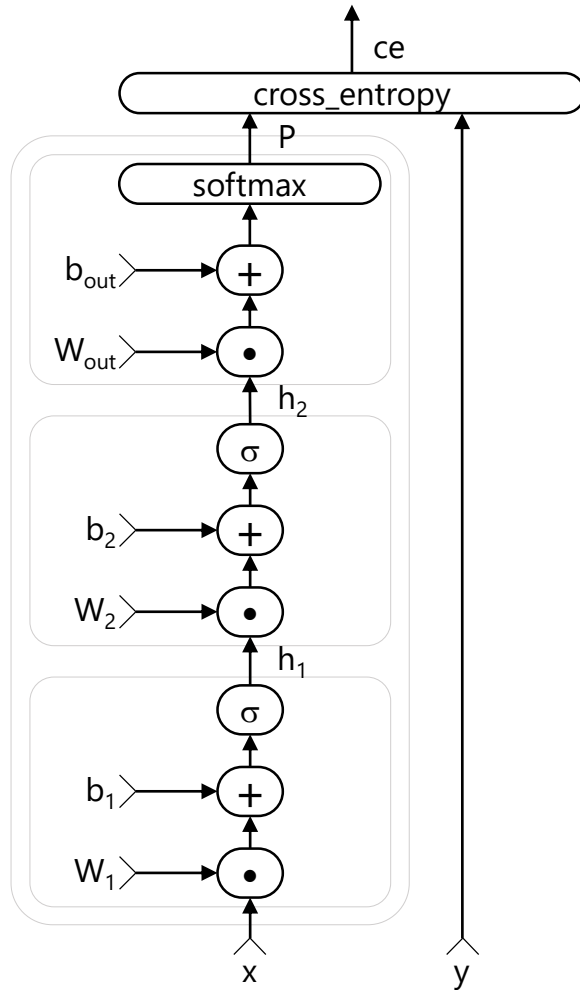 ce
cross_entropy
P
softmax
b_out +
W_out •
h_2
σ
b_2 +
W_2 •
h_1
σ
b_1 +
W_1 •
x y